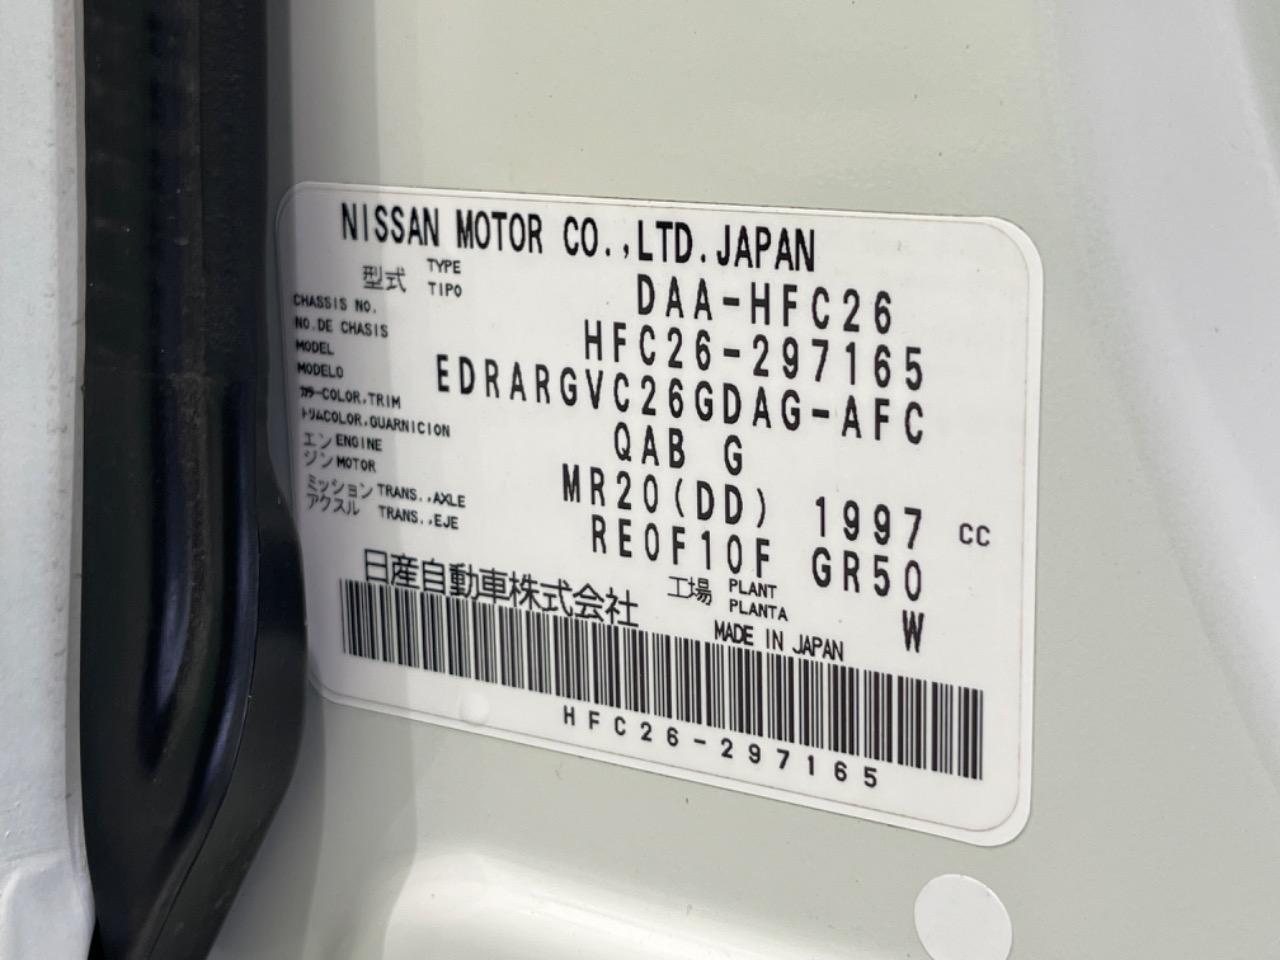 NISSAN MOTOR CO.,LTD.JAPAN
型式 TYPE TIPO DAA-HFC26
CHASSIS NO. NO.DE CHASIS HFC26-297165
MODEL MODELO EDRARGVC26GDAG-AFC
カラーCOLOR,TRIM トリムCOLOR,GUARNICION QAB G
エンジン ENGINE MOTOR MR20(DD) 1997 CC
ミッション TRANS.,AXLE アクスル TRANS.,EJE RE0F10F GR50
工場 PLANT PLANTA W
日産自動車株式会社 MADE IN JAPAN
HFC26-297165